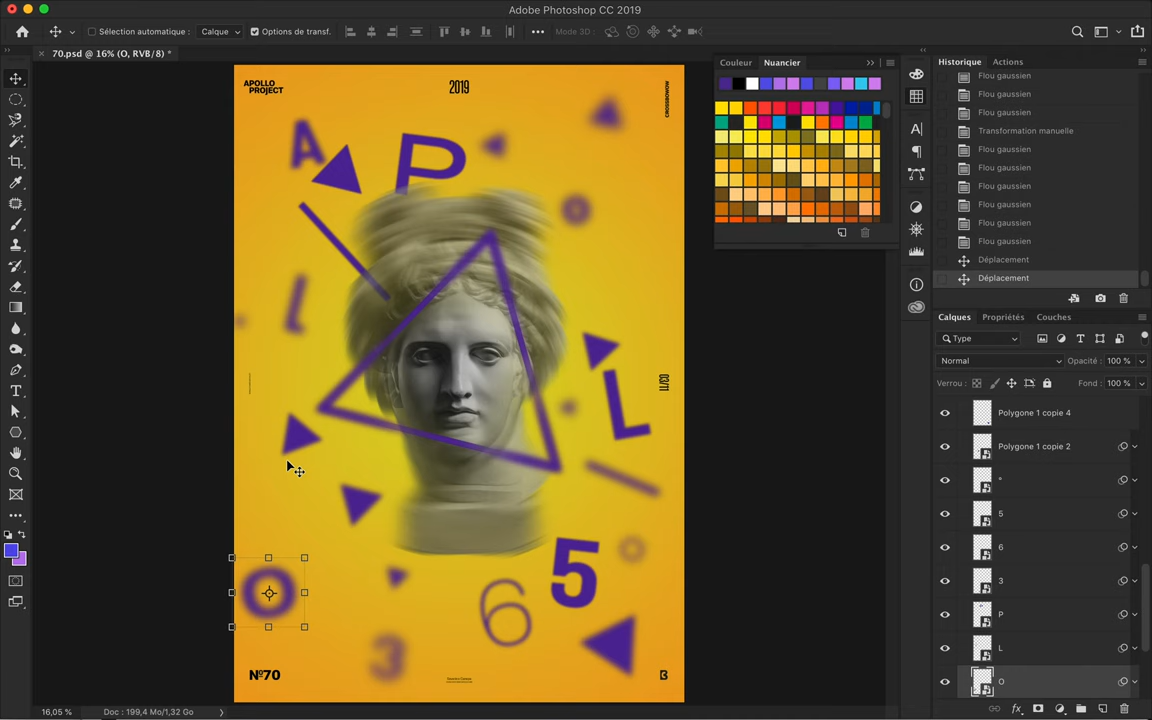 Adobe Photoshop CC 2019
Sélection automatique :
Calque
Options de transf.
Mode 3D :
70.psd @ 16% (O, RVB/8) *
Couleur
Nuancier
Historique
Actions
Flou gaussien
Flou gaussien
Flou gaussien
Transformation manuelle
Flou gaussien
Flou gaussien
Flou gaussien
Flou gaussien
Flou gaussien
Flou gaussien
Déplacement
Déplacement
Calques
Propriétés
Couches
Type
Normal
Opacité : 100 %
Verrou :
Fond : 100 %
Polygone 1 copie 4
Polygone 1 copie 2
*
5
6
3
P
L
O
APOLLO
PROJECT
2019
CROSSBOWAY
A
P
O
L
L
03/11
5
6
O
3
Nº70
16,05 %
Doc : 199,4 Mo/1,32 Go